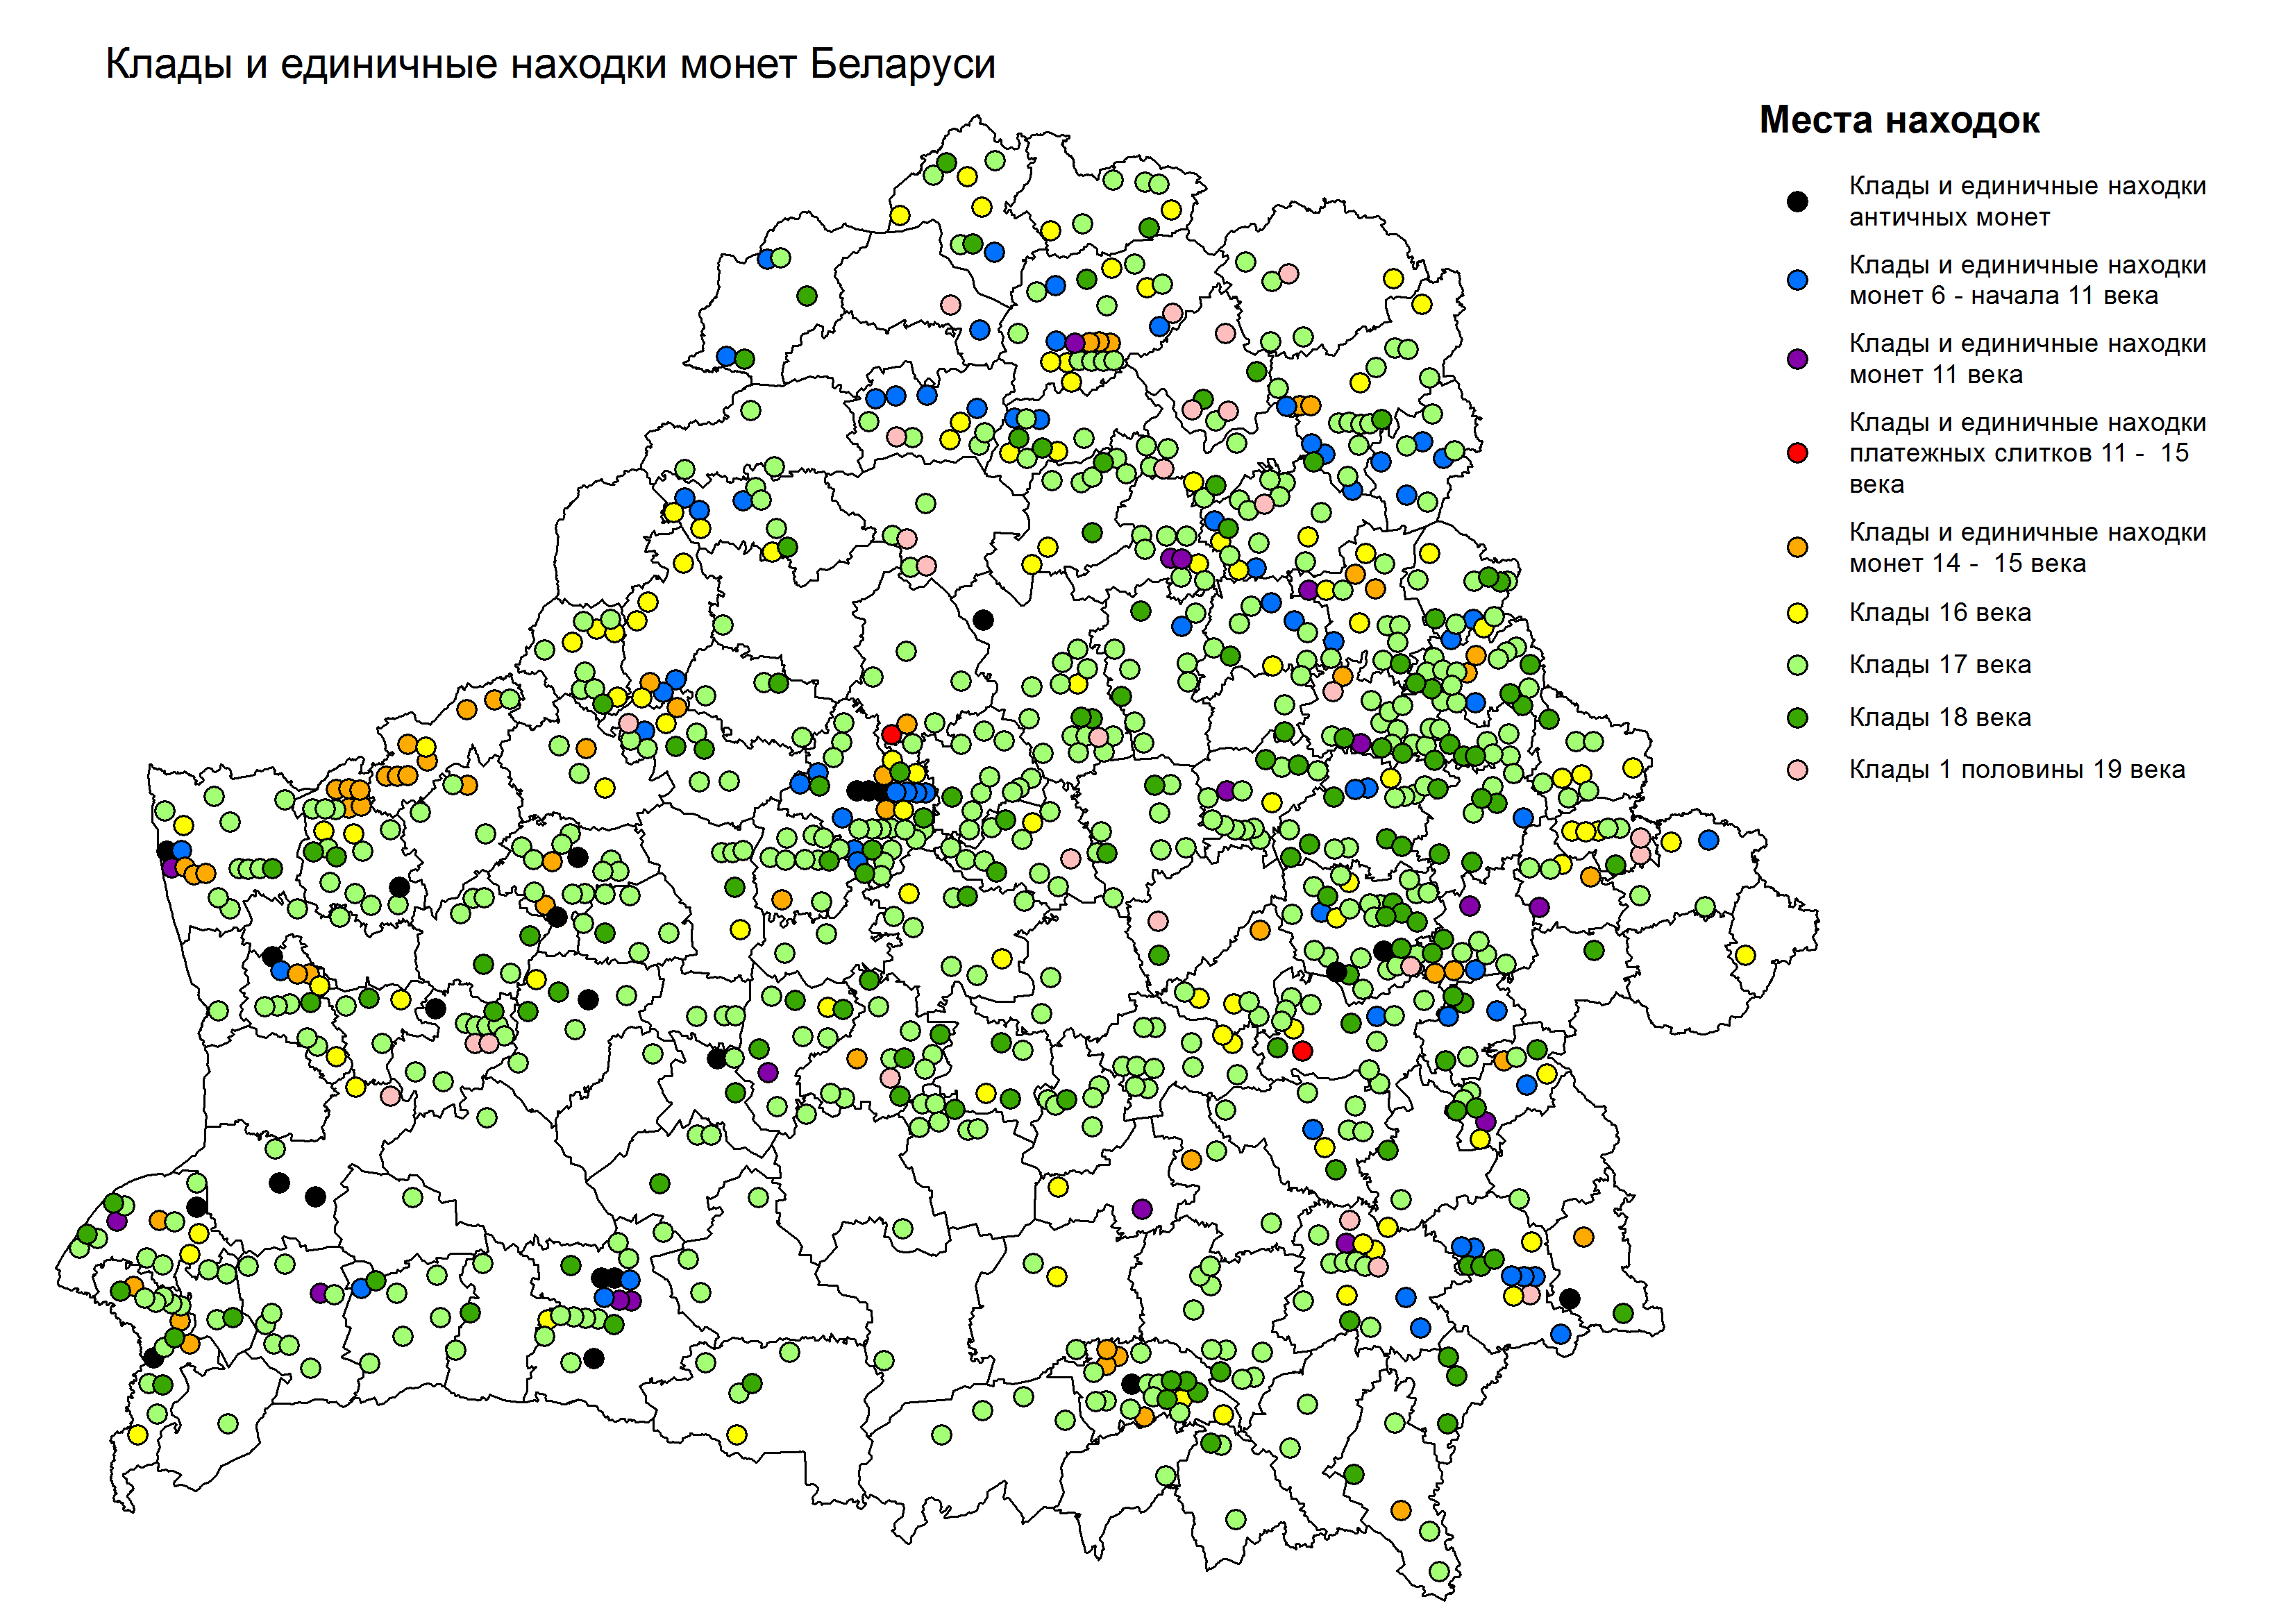 Клады и единичные находки монет Беларуси
Места находок
Клады и единичные находки
античных монет
Клады и единичные находки
монет 6 - начала 11 века
Клады и единичные находки
монет 11 века
Клады и единичные находки
платежных слитков 11 - 15
века
Клады и единичные находки
монет 14 - 15 века
Клады 16 века
Клады 17 века
Клады 18 века
Клады 1 половины 19 века